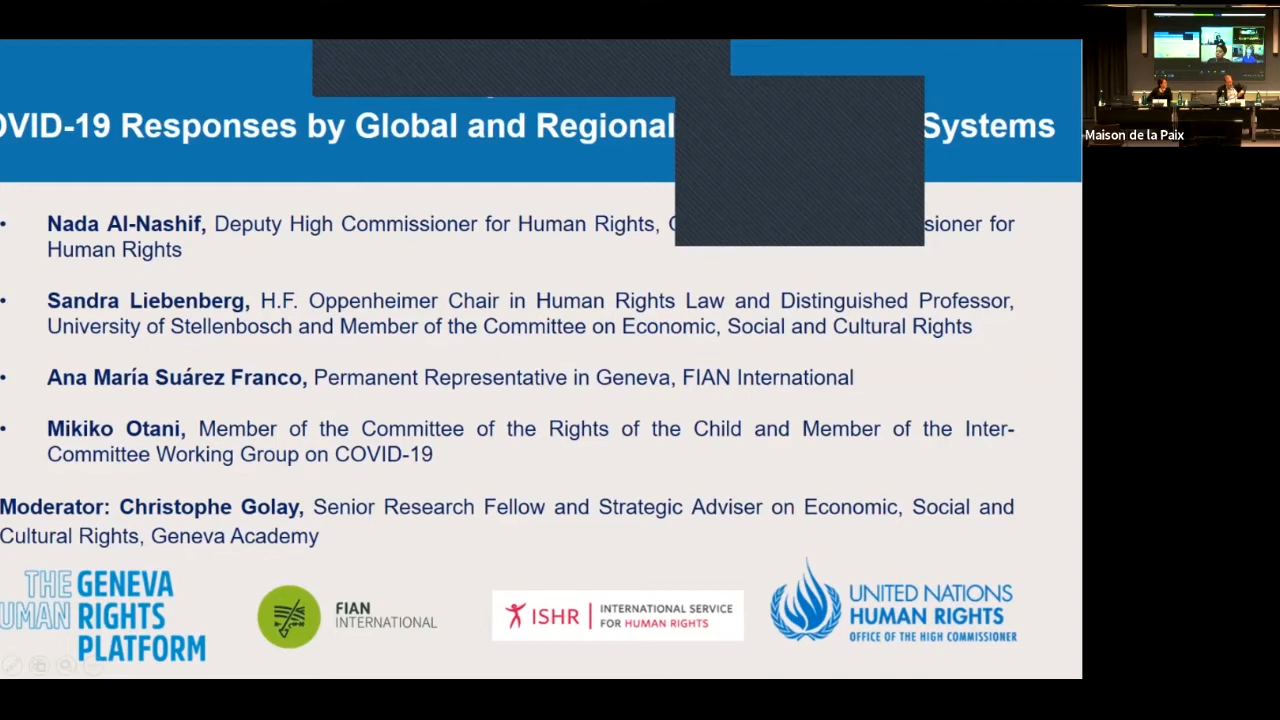 OVID-19 Responses by Global and Regional Systems
• Nada Al-Nashif, Deputy High Commissioner for Human Rights, sioner for
Human Rights
• Sandra Liebenberg, H.F. Oppenheimer Chair in Human Rights Law and Distinguished Professor,
University of Stellenbosch and Member of the Committee on Economic, Social and Cultural Rights
• Ana María Suárez Franco, Permanent Representative in Geneva, FIAN International
• Mikiko Otani, Member of the Committee of the Rights of the Child and Member of the Inter-
Committee Working Group on COVID-19
Moderator: Christophe Golay, Senior Research Fellow and Strategic Adviser on Economic, Social and
Cultural Rights, Geneva Academy
THE GENEVA
UMAN RIGHTS
PLATFORM
FIAN
INTERNATIONAL
ISHR
INTERNATIONAL SERVICE
FOR HUMAN RIGHTS
UNITED NATIONS
HUMAN RIGHTS
OFFICE OF THE HIGH COMMISSIONER
Maison de la Paix